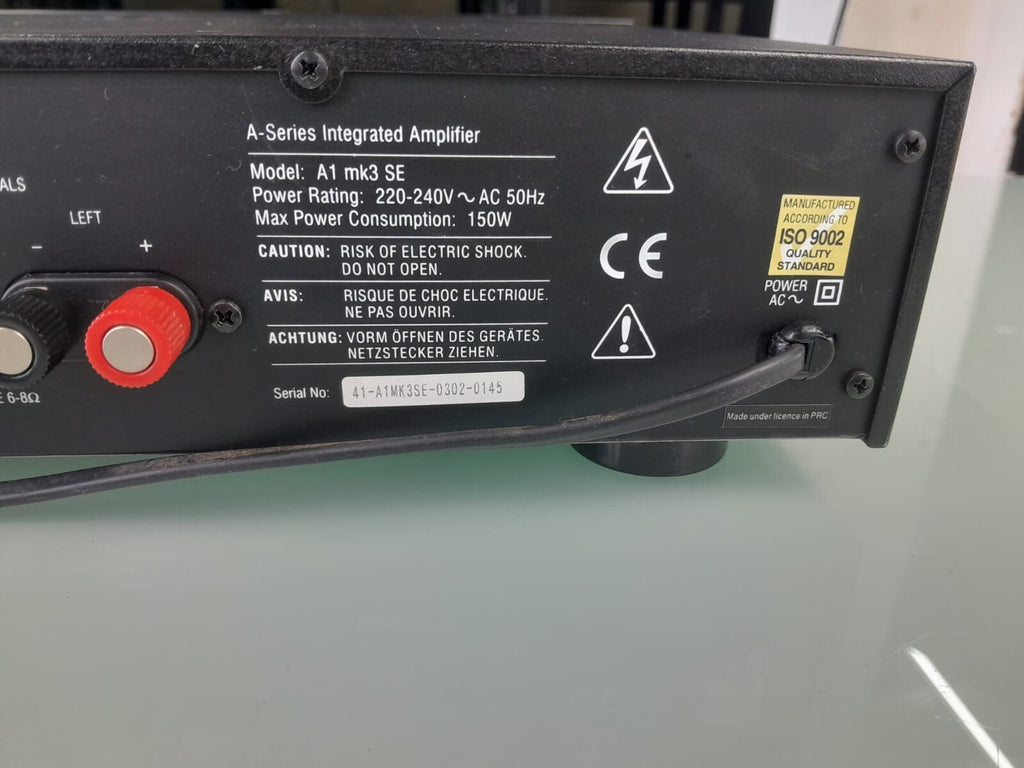 A-Series Integrated Amplifier
Model: A1 mk3 SE
Power Rating: 220-240V ~ AC 50Hz
Max Power Consumption: 150W
CAUTION: RISK OF ELECTRIC SHOCK.
DO NOT OPEN.
AVIS: RISQUE DE CHOC ELECTRIQUE.
NE PAS OUVRIR.
ACHTUNG: VORM ÖFFNEN DES GERÄTES.
NETZSTECKER ZIEHEN.
Serial No: 41-A1MK3SE-0302-0145
LEFT
- +
6-8Ω
CE
MANUFACTURED
ACCORDING TO
ISO 9002
QUALITY
STANDARD
POWER
AC ~
Made under licence in PRC